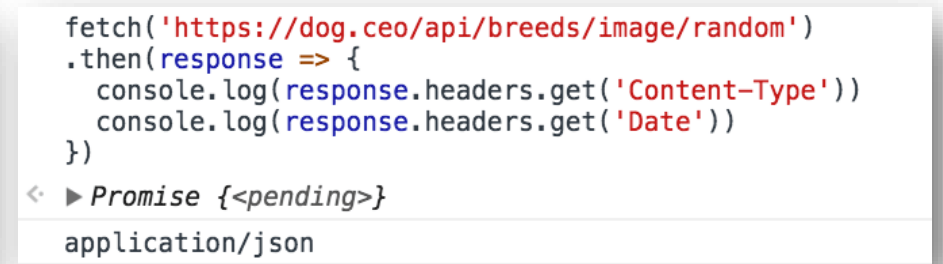 fetch('https://dog.ceo/api/breeds/image/random')
.then(response => {
  console.log(response.headers.get('Content-Type'))
  console.log(response.headers.get('Date'))
})
Promise {<pending>}
application/json